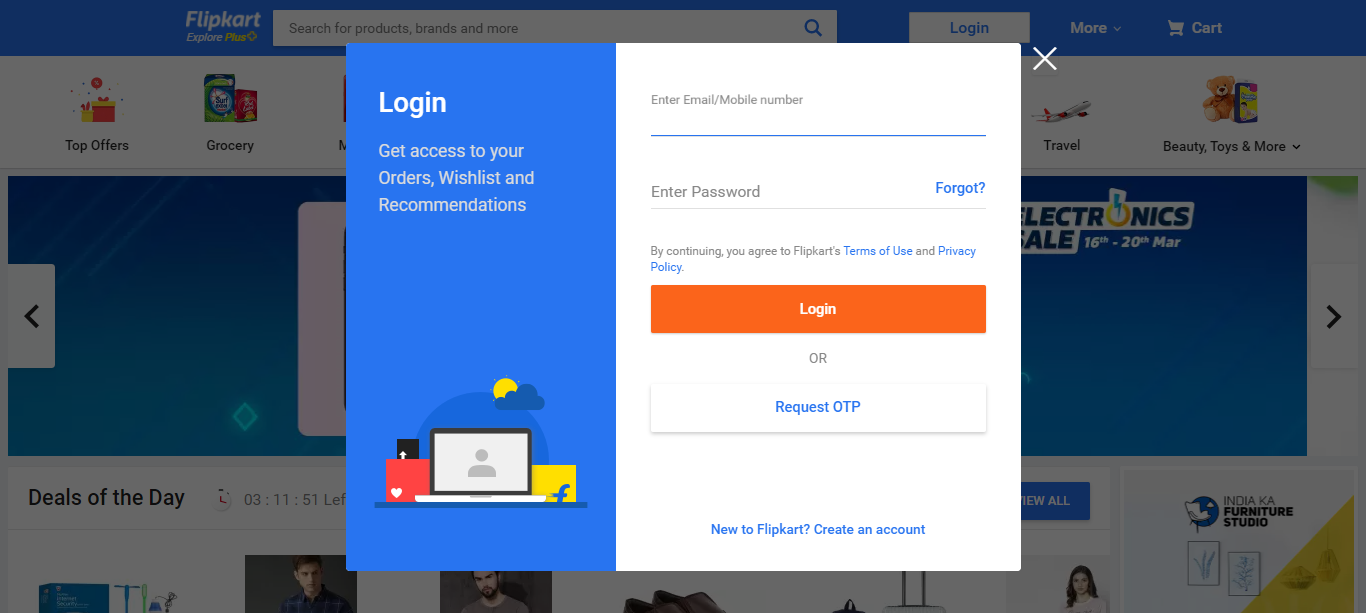 Flipkart
Explore Plus
Search for products, brands and more
Login
More
Cart
Top Offers
Grocery
M
Travel
Beauty, Toys & More
Login
Get access to your
Orders, Wishlist and
Recommendations
Enter Email/Mobile number
Enter Password
Forgot?
By continuing, you agree to Flipkart's Terms of Use and Privacy
Policy.
Login
OR
Request OTP
New to Flipkart? Create an account
ELECTRONICS
SALE 16th - 20th Mar
Deals of the Day
03 : 11 : 51 Lef
VIEW ALL
INDIA KA
FURNITURE
STUDIO